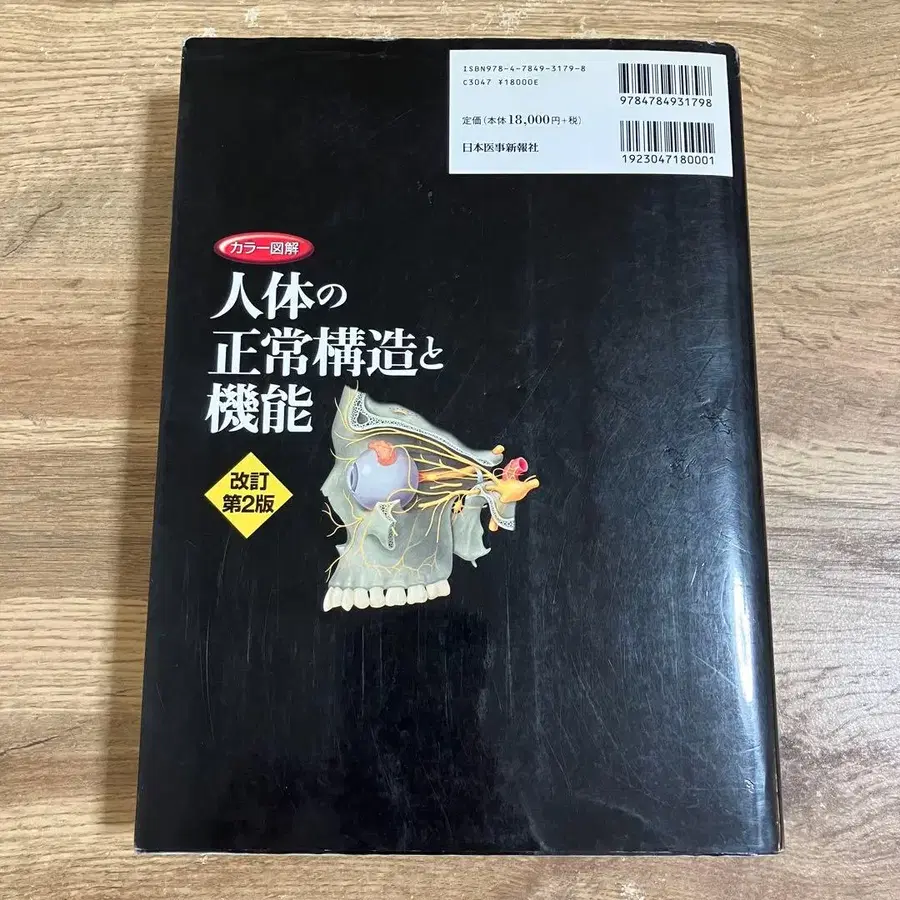 ISBN978-4-7849-3179-8
C3047 ¥18000E
9784784931798
定価(本体18,000円+税)
日本医事新報社
1923047180001
カラー図解
人体の
正常構造と
機能
改訂
第2版